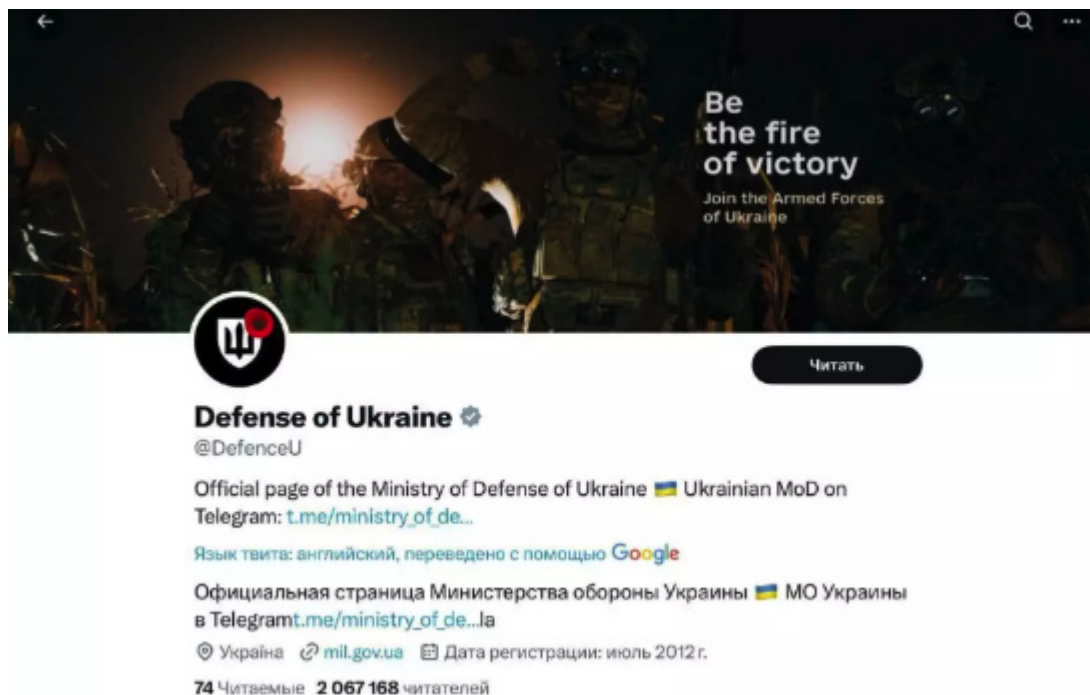 Be
the fire
of victory
Join the Armed Forces
of Ukraine
Читать
Defense of Ukraine
@DefenceU
Official page of the Ministry of Defense of Ukraine 🇺🇦 Ukrainian MoD on
Telegram: t.me/ministry_of_de...
Язык твита: английский, переведено с помощью Google
Официальная страница Министерства обороны Украины 🇺🇦 МО Украины
в Telegramt.me/ministry_of_de...la
Україна mil.gov.ua Дата регистрации: июль 2012 г.
74 Читаемые 2 067 168 читателей